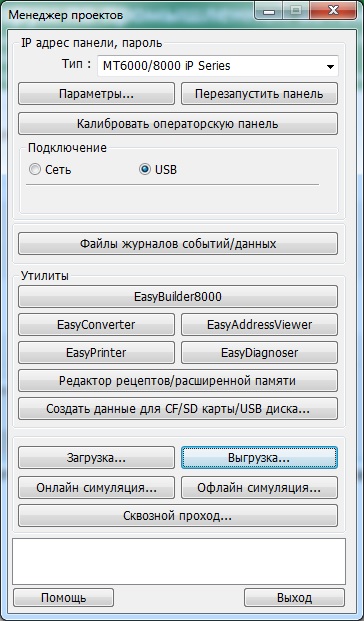 Менеджер проектов
IP адрес панели, пароль
Тип : MT6000/8000 iP Series
Параметры... Перезапустить панель
Калибровать операторскую панель
Подключение
Сеть USB
Файлы журналов событий/данных
Утилиты
EasyBuilder8000
EasyConverter EasyAddressViewer
EasyPrinter EasyDiagnoser
Редактор рецептов/расширенной памяти
Создать данные для CF/SD карты/USB диска...
Загрузка... Выгрузка...
Онлайн симуляция... Офлайн симуляция...
Сквозной проход...
Помощь Выход